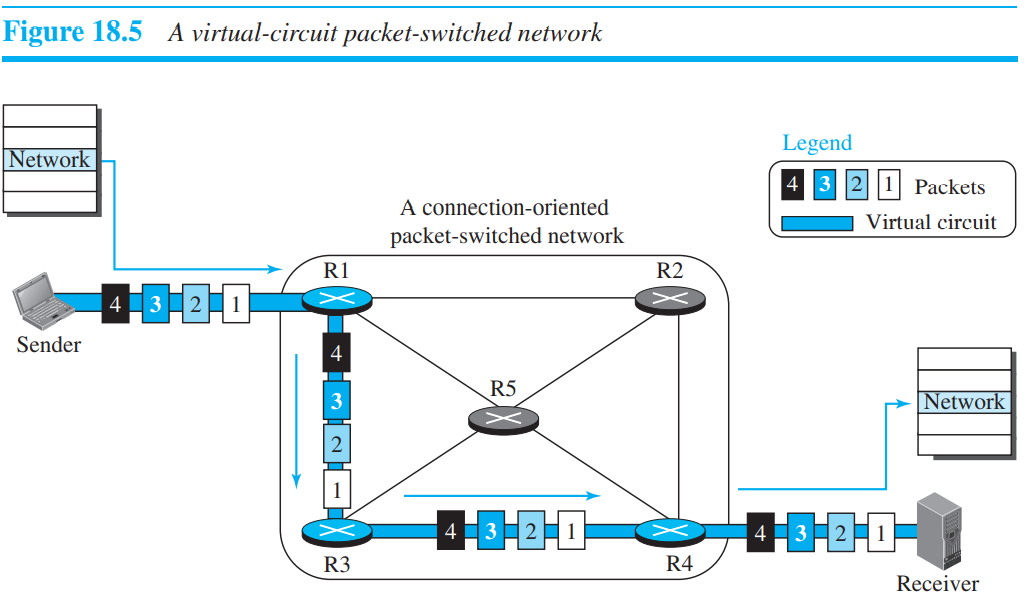 Figure 18.5 A virtual-circuit packet-switched network
Network
Legend
4 3 2 1 Packets
Virtual circuit
A connection-oriented
packet-switched network
R1
R2
4 3 2 1
Sender
4
3
2
1
R5
Network
4 3 2 1
4 3 2 1
R3
R4
Receiver